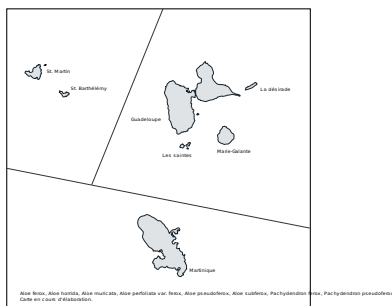 St. Martin
St. Barthélémy
La désirade
Guadeloupe
Les saintes
Marie-Galante
Martinique
Aloe ferox, Aloe horrida, Aloe muricata, Aloe perfoliata var. ferox, Aloe pseudoferox, Aloe subferox, Pachydendron ferox, Pachydendron pseudofero
Carte en cours d'élaboration.